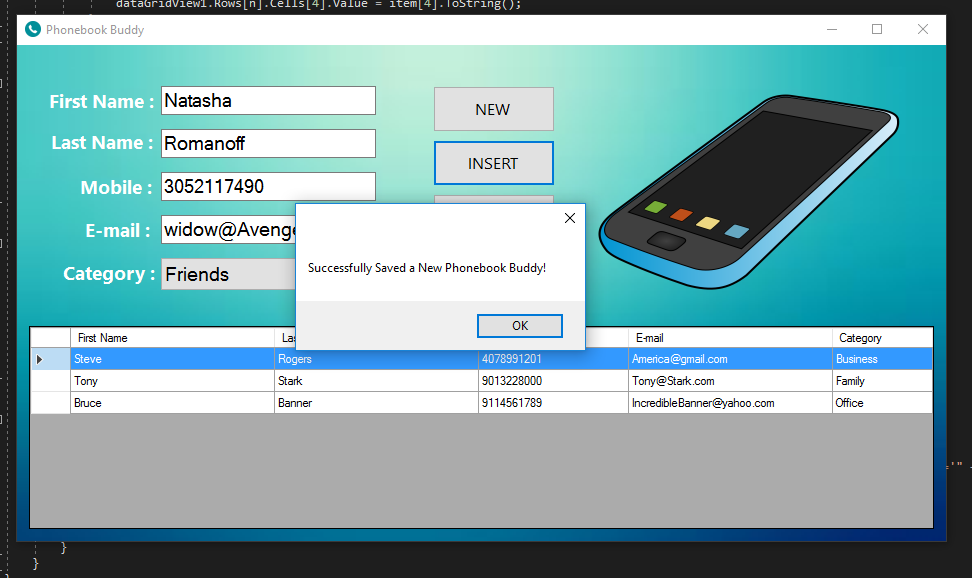 dataGridView1.Rows[n].Cells[4].Value = item[4].ToString();
Phonebook Buddy
First Name : Natasha
NEW
Last Name : Romanoff
INSERT
Mobile : 3052117490
E-mail : widow@Avenge
Successfully Saved a New Phonebook Buddy!
Category : Friends
OK
First Name E-mail Category
Steve Rogers 4078991201 America@gmail.com Business
Tony Stark 9013228000 Tony@Stark.com Family
Bruce Banner 9114561789 IncredibleBanner@yahoo.com Office
}
}